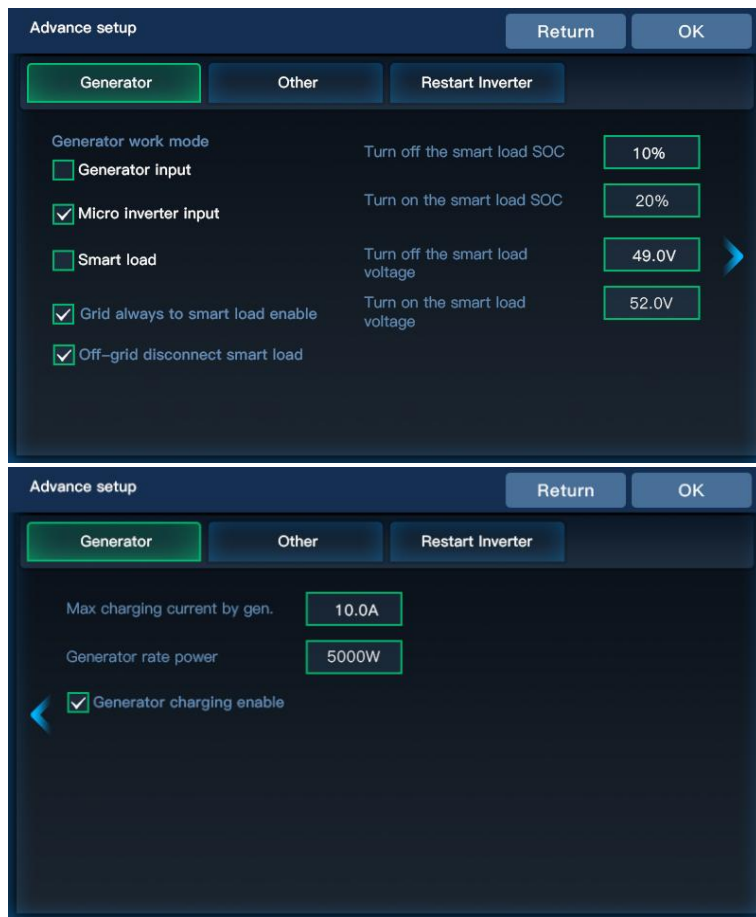 Advance setup
Return
OK
Generator
Other
Restart Inverter
Generator work mode
Generator input
Micro inverter input
Smart load
Grid always to smart load enable
Off-grid disconnect smart load
Turn off the smart load SOC
10%
Turn on the smart load SOC
20%
Turn off the smart load
voltage
49.0V
Turn on the smart load
voltage
52.0V
Advance setup
Return
OK
Generator
Other
Restart Inverter
Max charging current by gen.
10.0A
Generator rate power
5000W
Generator charging enable